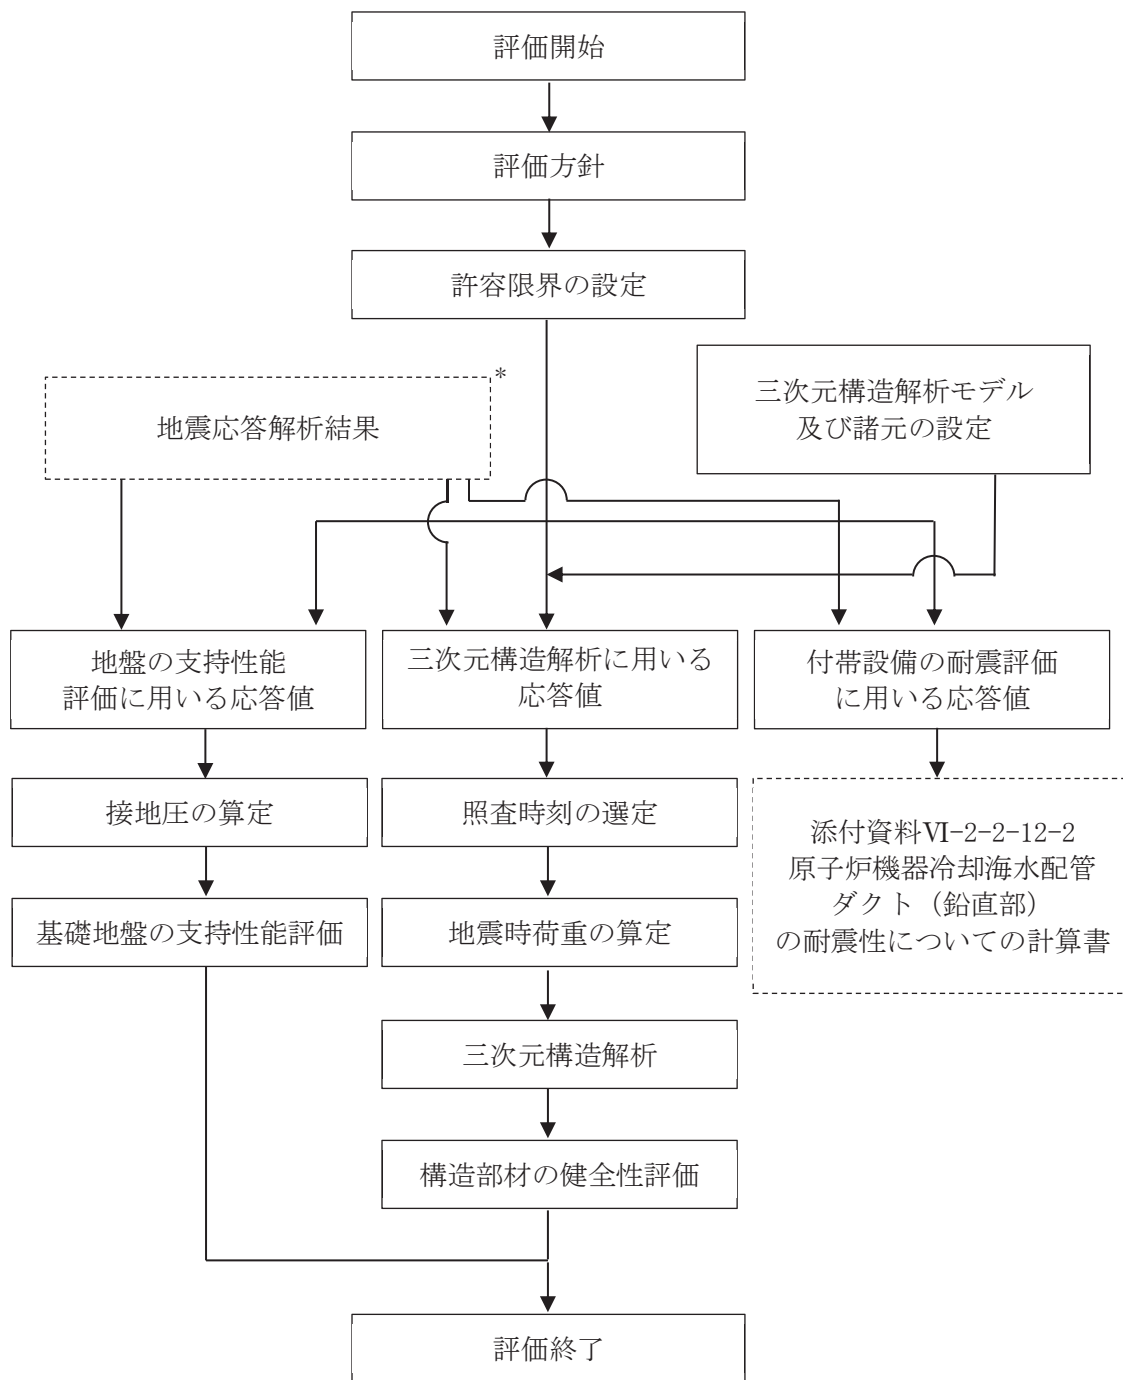 評価開始
評価方針
許容限界の設定
地震応答解析結果
*
三次元構造解析モデル
及び諸元の設定
地盤の支持性能
評価に用いる応答値
三次元構造解析に用いる
応答値
付帯設備の耐震評価
に用いる応答値
接地圧の算定
照査時刻の選定
添付資料Ⅵ-2-2-12-2
原子炉機器冷却海水配管
ダクト（鉛直部）
の耐震性についての計算書
基礎地盤の支持性能評価
地震時荷重の算定
三次元構造解析
構造部材の健全性評価
評価終了